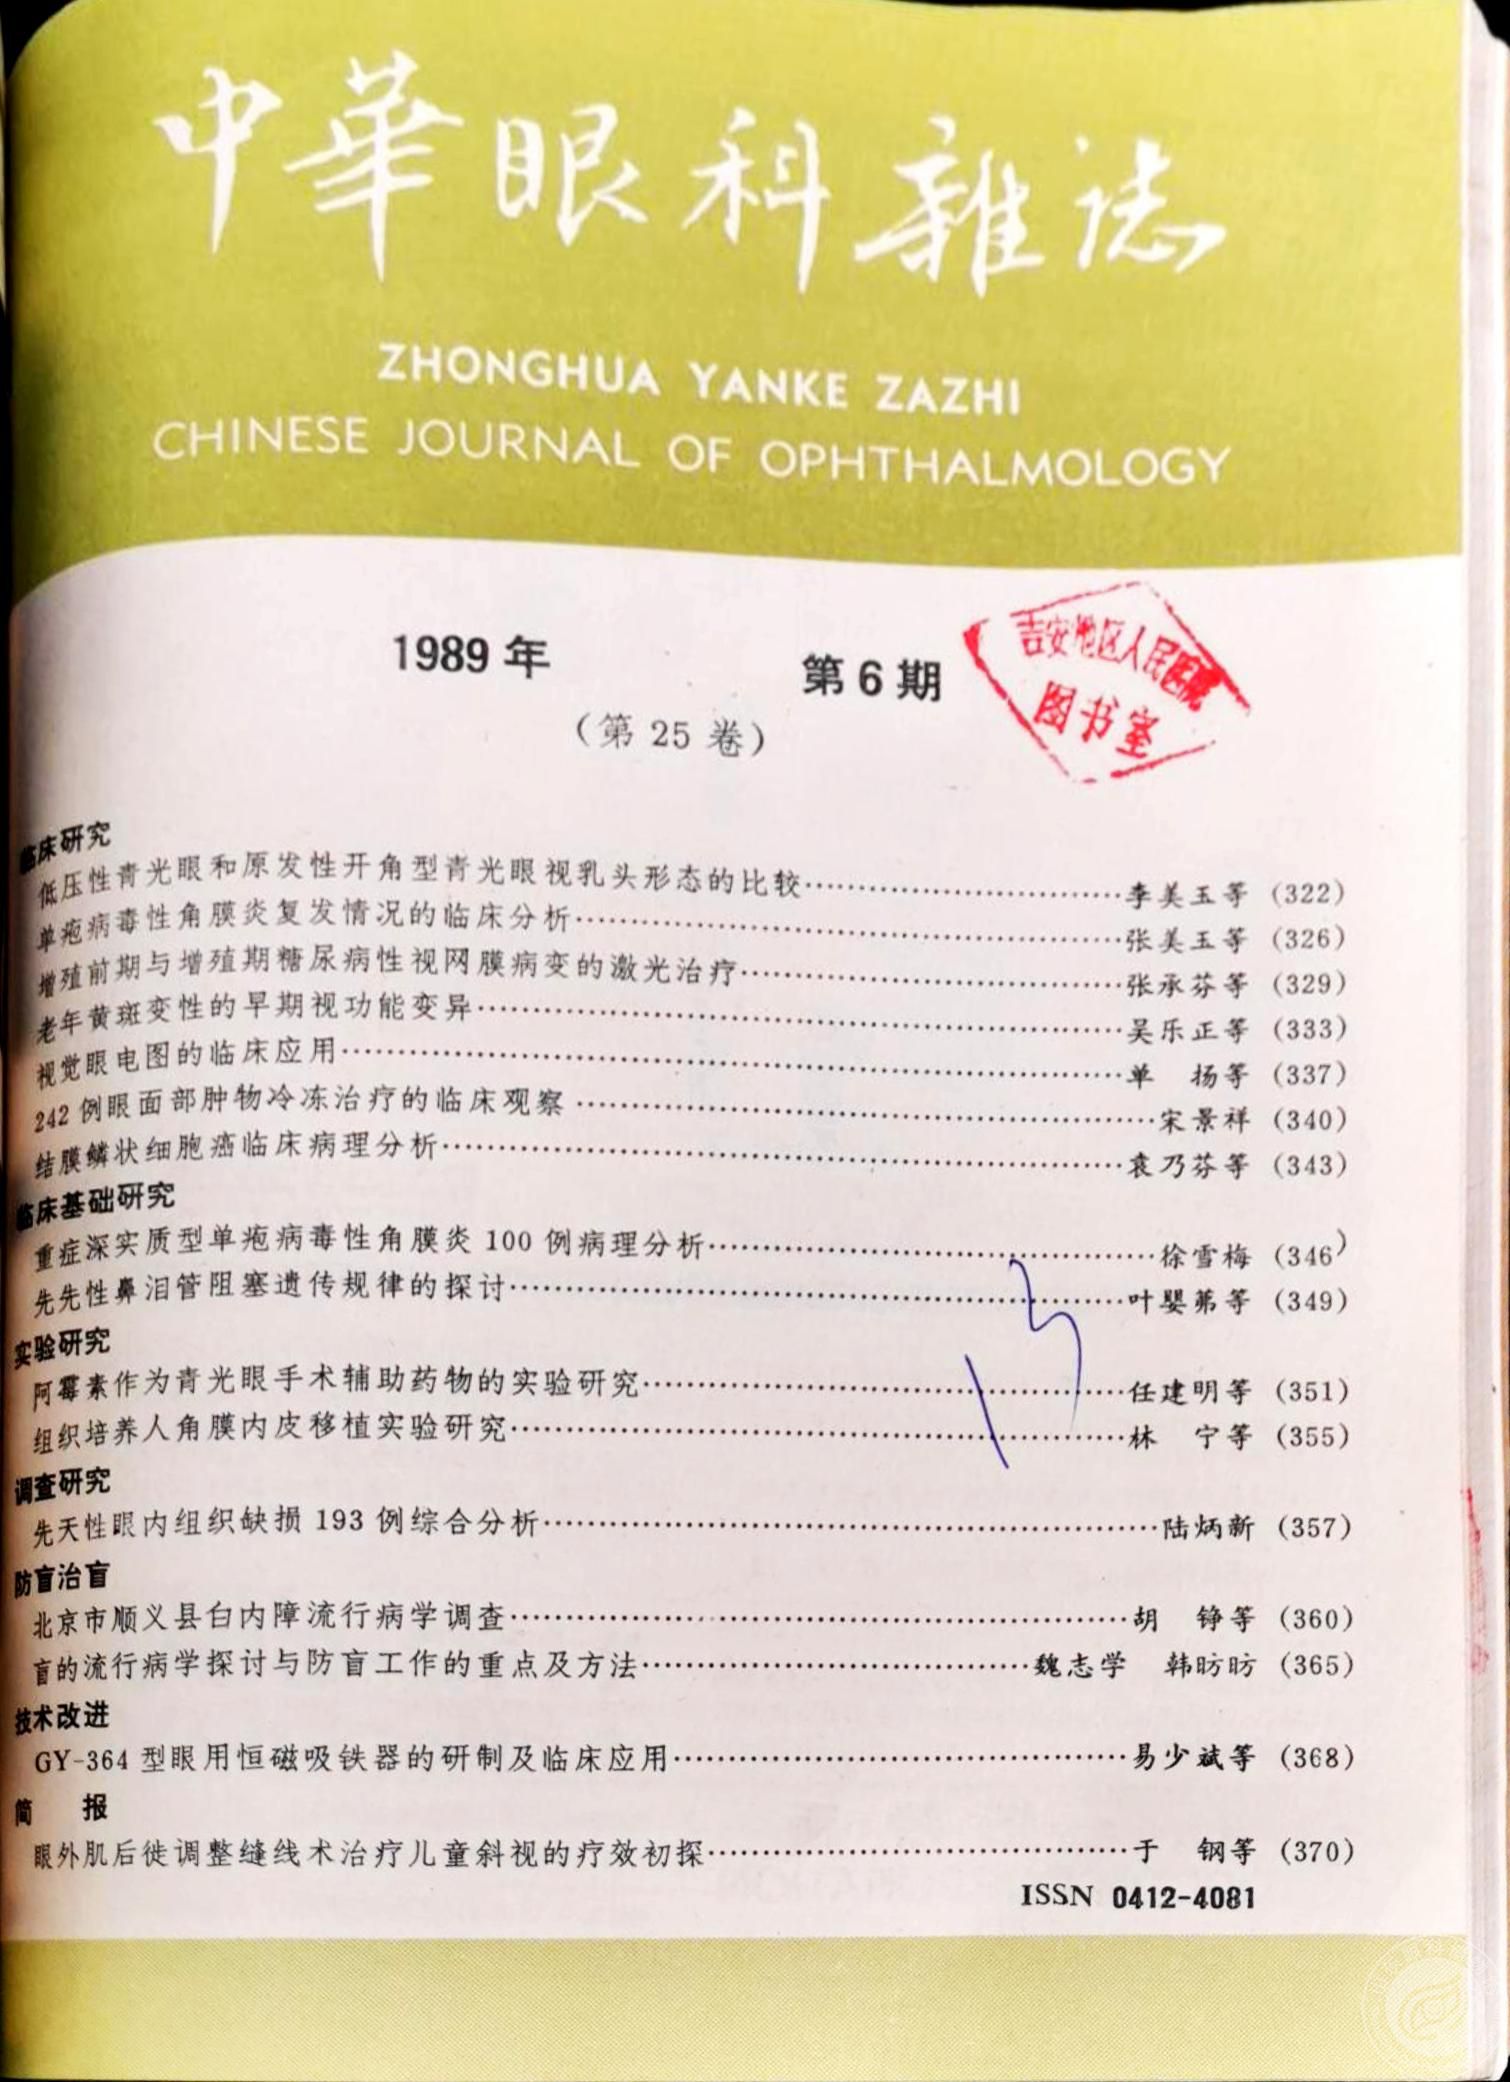 中華眼科雜誌
ZHONGHUA YANKE ZAZHI
CHINESE JOURNAL OF OPHTHALMOLOGY
1989年 第6期
(第 25 卷)
吉安地区人民医院
图书室
临床研究
低压性青光眼和原发性开角型青光眼视乳头形态的比较……李美玉等 (322)
单疱病毒性角膜炎复发情况的临床分析……张美玉等 (326)
增殖前期与增殖期糖尿病性视网膜病变的激光治疗……张承芬等 (329)
老年黄斑变性的早期视功能变异……吴乐正等 (333)
视觉眼电图的临床应用……单 扬等 (337)
242 例眼面部肿物冷冻治疗的临床观察……宋景祥 (340)
结膜鳞状细胞癌临床病理分析……袁乃芬等 (343)
临床基础研究
重症深实质型单疱病毒性角膜炎 100 例病理分析……徐雪梅 (346)
先先性鼻泪管阻塞遗传规律的探讨……叶婴茀等 (349)
实验研究
阿霉素作为青光眼手术辅助药物的实验研究……任建明等 (351)
组织培养人角膜内皮移植实验研究……林 宁等 (355)
调查研究
先天性眼内组织缺损 193 例综合分析……陆炳新 (357)
防盲治盲
北京市顺义县白内障流行病学调查……胡 铮等 (360)
盲的流行病学探讨与防盲工作的重点及方法……魏志学 韩昉昉 (365)
技术改进
GY-364 型眼用恒磁吸铁器的研制及临床应用……易少斌等 (368)
简 报
眼外肌后徙调整缝线术治疗儿童斜视的疗效初探……于 钢等 (370)
ISSN 0412-4081